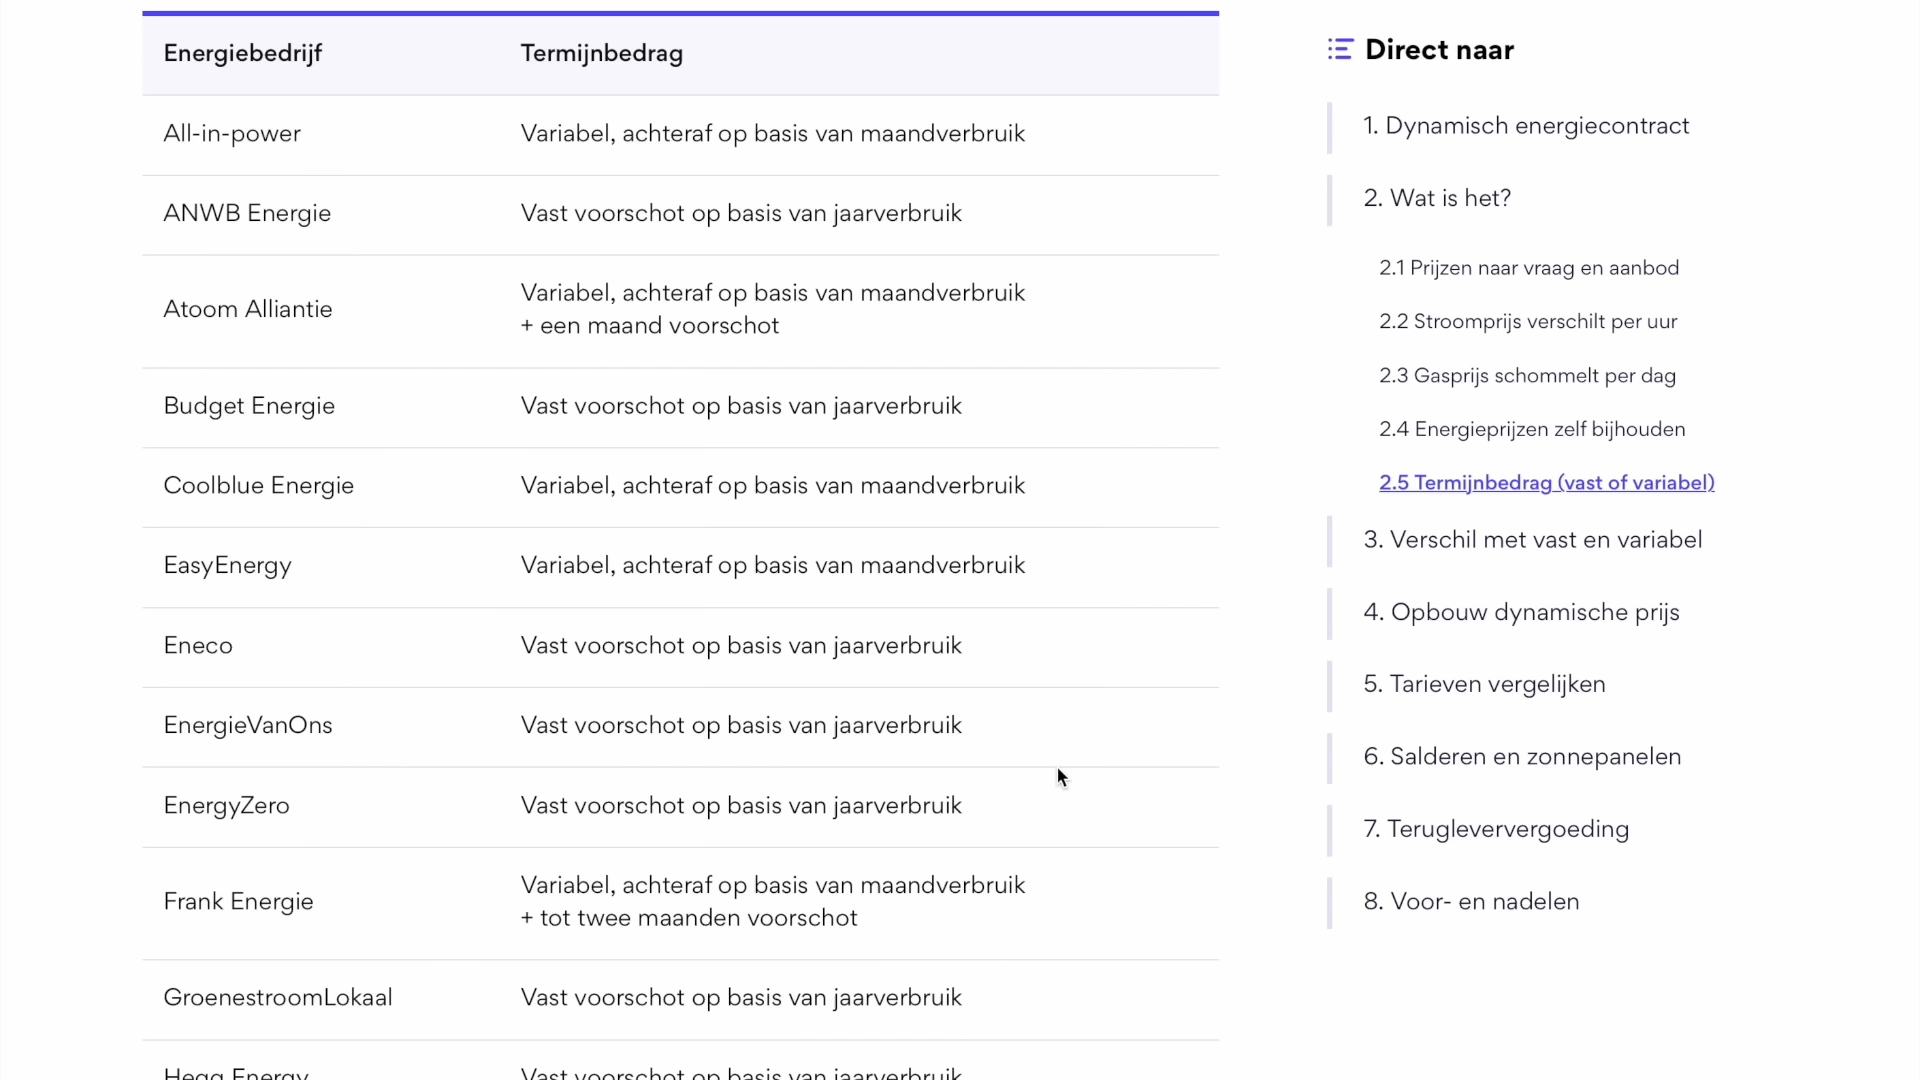 Energiebedrijf Termijnbedrag
All-in-power Variabel, achteraf op basis van maandverbruik
ANWB Energie Vast voorschot op basis van jaarverbruik
Atoom Alliantie Variabel, achteraf op basis van maandverbruik
+ een maand voorschot
Budget Energie Vast voorschot op basis van jaarverbruik
Coolblue Energie Variabel, achteraf op basis van maandverbruik
EasyEnergy Variabel, achteraf op basis van maandverbruik
Eneco Vast voorschot op basis van jaarverbruik
EnergieVanOns Vast voorschot op basis van jaarverbruik
EnergyZero Vast voorschot op basis van jaarverbruik
Frank Energie Variabel, achteraf op basis van maandverbruik
+ tot twee maanden voorschot
GroenestroomLokaal Vast voorschot op basis van jaarverbruik
Hegg Energy Vast voorschot op basis van jaarverbruik
Direct naar
1. Dynamisch energiecontract
2. Wat is het?
2.1 Prijzen naar vraag en aanbod
2.2 Stroomprijs verschilt per uur
2.3 Gasprijs schommelt per dag
2.4 Energieprijzen zelf bijhouden
2.5 Termijnbedrag (vast of variabel)
3. Verschil met vast en variabel
4. Opbouw dynamische prijs
5. Tarieven vergelijken
6. Salderen en zonnepanelen
7. Terugleververgoeding
8. Voor- en nadelen